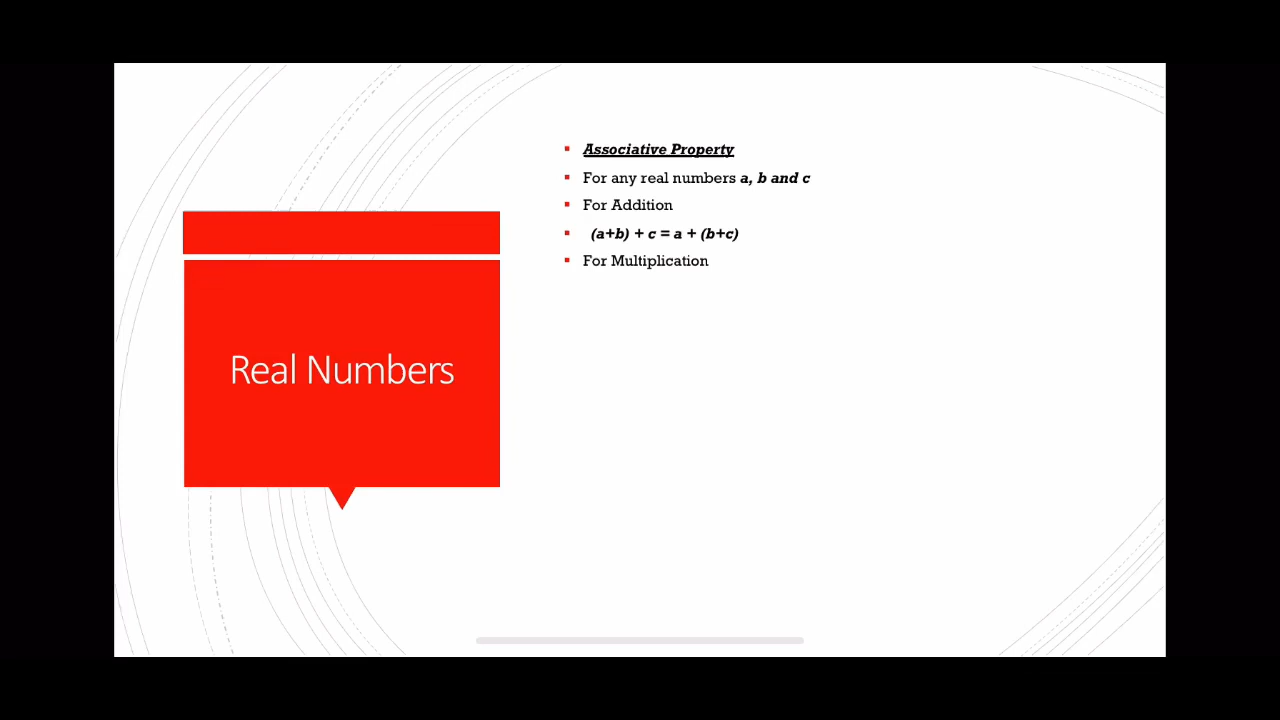 Real Numbers
Associative Property
For any real numbers a, b and c
For Addition
(a+b) + c = a + (b+c)
For Multiplication